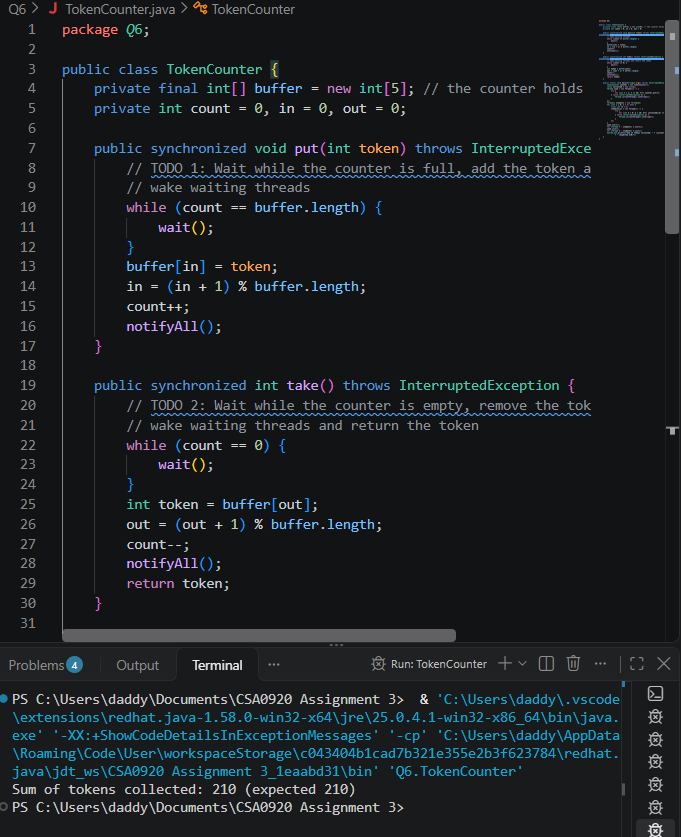 Q6 > J TokenCounter.java > TokenCounter
1 package Q6;
2
3 public class TokenCounter {
4     private final int[] buffer = new int[5]; // the counter holds
5     private int count = 0, in = 0, out = 0;
6
7     public synchronized void put(int token) throws InterruptedExce
8         // TODO 1: Wait while the counter is full, add the token a
9         // wake waiting threads
10         while (count == buffer.length) {
11             wait();
12         }
13         buffer[in] = token;
14         in = (in + 1) % buffer.length;
15         count++;
16         notifyAll();
17     }
18
19     public synchronized int take() throws InterruptedException {
20         // TODO 2: Wait while the counter is empty, remove the tok
21         // wake waiting threads and return the token
22         while (count == 0) {
23             wait();
24         }
25         int token = buffer[out];
26         out = (out + 1) % buffer.length;
27         count--;
28         notifyAll();
29         return token;
30     }
31
Problems 4 Output Terminal ... Run: TokenCounter
PS C:\Users\daddy\Documents\CSA0920 Assignment 3>  & 'C:\Users\daddy\.vscode
\extensions\redhat.java-1.58.0-win32-x64\jre\25.0.4.1-win32-x86_64\bin\java.
exe' '-XX:+ShowCodeDetailsInExceptionMessages' '-cp' 'C:\Users\daddy\AppData
\Roaming\Code\User\workspaceStorage\c043404b1cad7b321e355e2b3f623784\redhat.
java\jdt_ws\CSA0920 Assignment 3_1eaabd31\bin' 'Q6.TokenCounter'
Sum of tokens collected: 210 (expected 210)
PS C:\Users\daddy\Documents\CSA0920 Assignment 3>